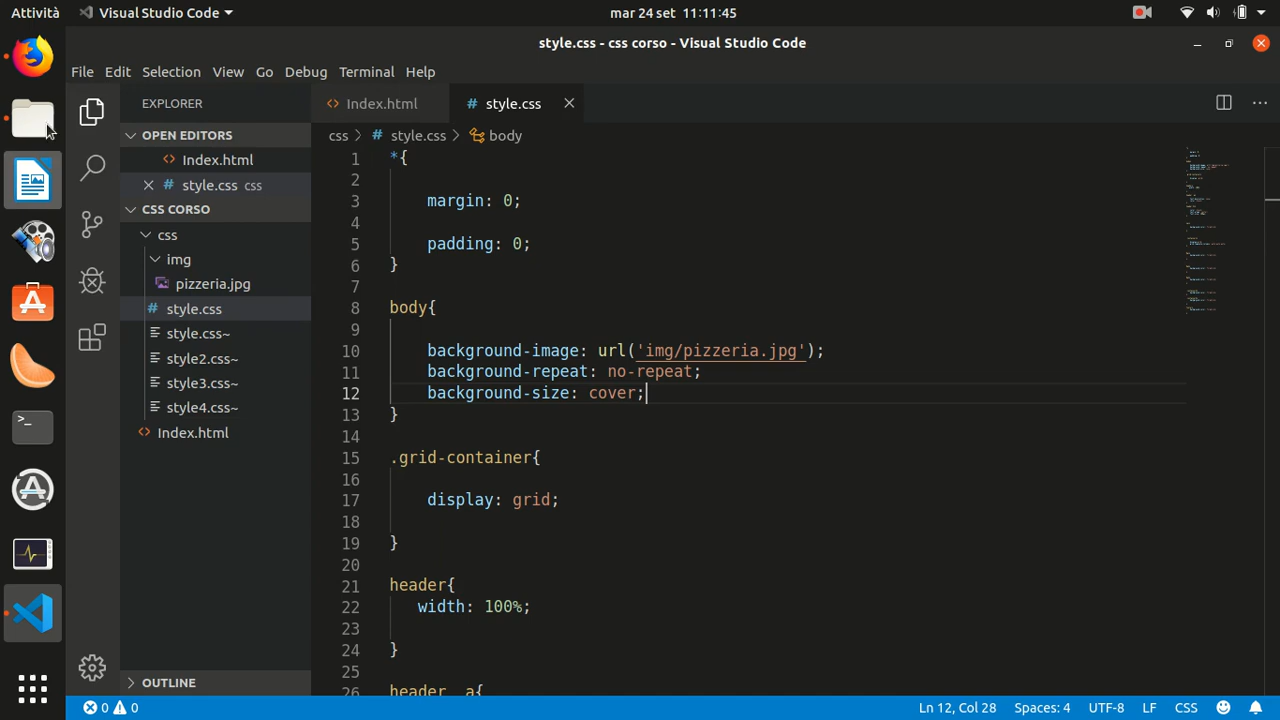 Attività
Visual Studio Code
mar 24 set 11:11:45
style.css - css corso - Visual Studio Code
File Edit Selection View Go Debug Terminal Help
EXPLORER
OPEN EDITORS
Index.html
style.css css
CSS CORSO
css
img
pizzeria.jpg
style.css
style.css~
style2.css~
style3.css~
style4.css~
Index.html
OUTLINE
Index.html
style.css
css > style.css > body
1 *{
2
3 margin: 0;
4
5 padding: 0;
6 }
7
8 body{
9
10 background-image: url('img/pizzeria.jpg');
11 background-repeat: no-repeat;
12 background-size: cover;
13 }
14
15 .grid-container{
16
17 display: grid;
18
19 }
20
21 header{
22 width: 100%;
23
24 }
25
26 header a{
0 0
Ln 12, Col 28 Spaces: 4 UTF-8 LF CSS